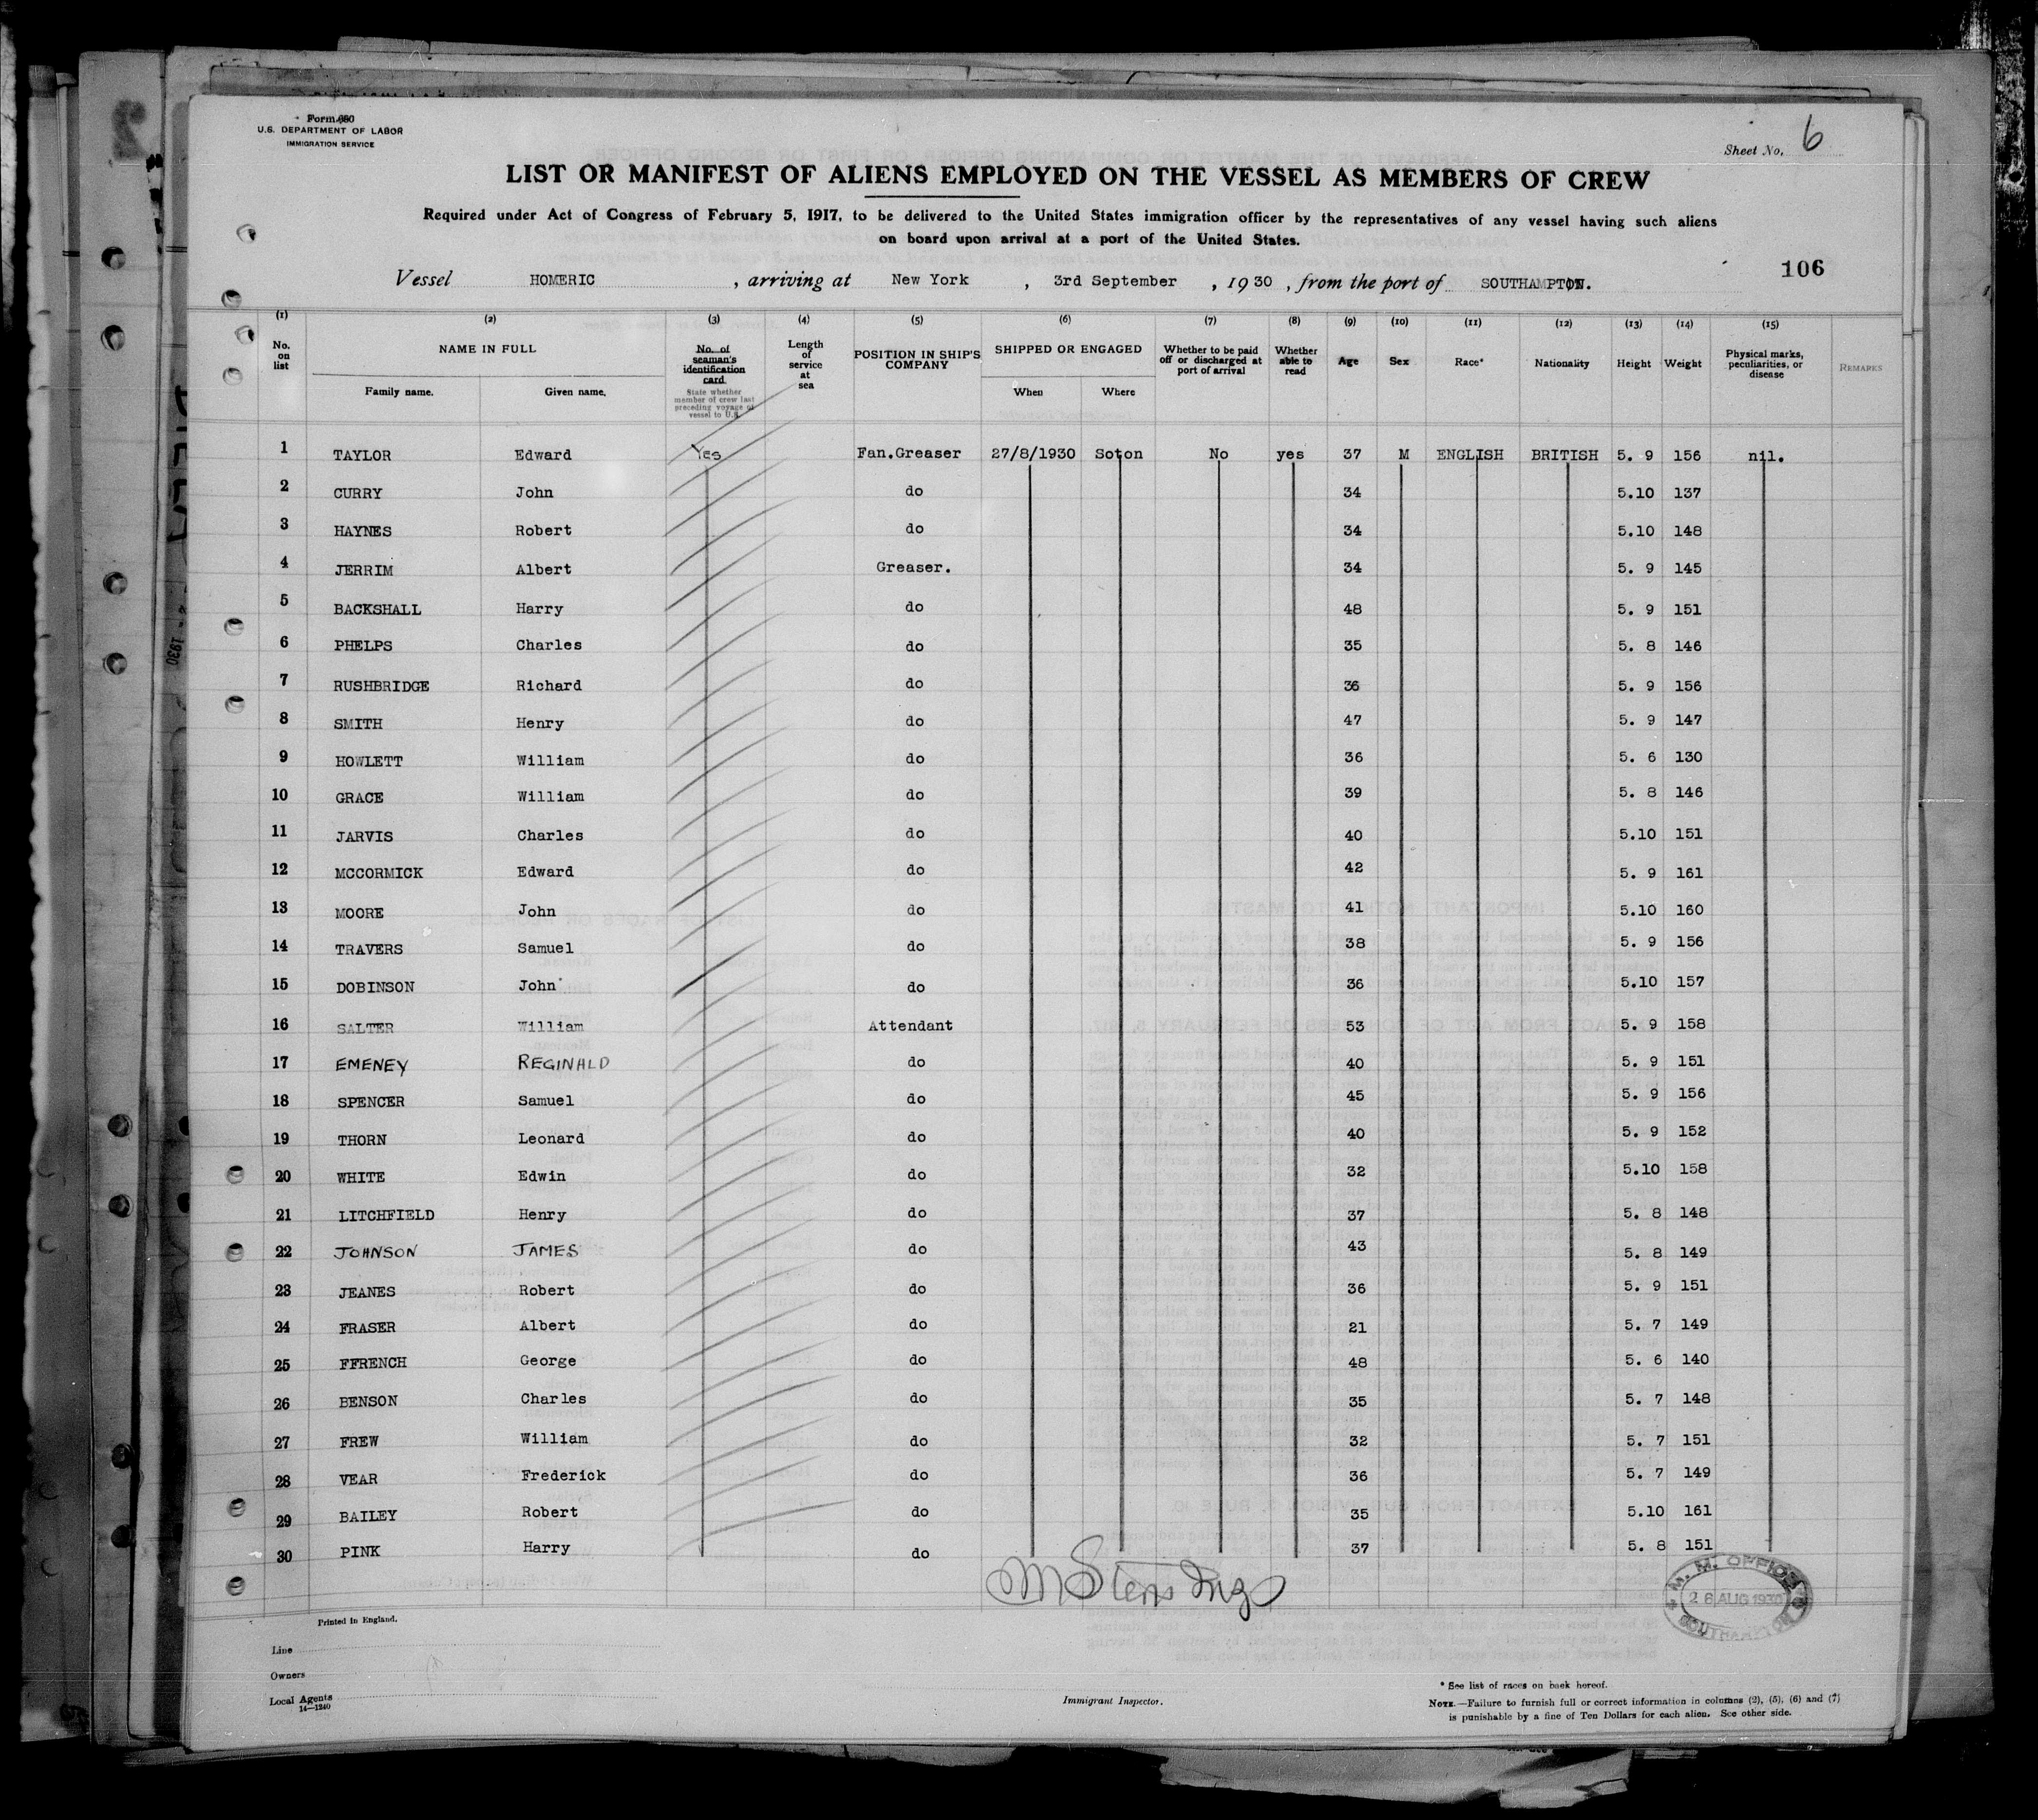 Form 680
U.S. DEPARTMENT OF LABOR
IMMIGRATION SERVICE
Sheet No. 6
LIST OR MANIFEST OF ALIENS EMPLOYED ON THE VESSEL AS MEMBERS OF CREW
Required under Act of Congress of February 5, 1917, to be delivered to the United States immigration officer by the representatives of any vessel having such aliens
on board upon arrival at a port of the United States.
106
Vessel HOMERIC, arriving at New York, 3rd September, 1930, from the port of SOUTHAMPTON.
(1) (2) (3) (4) (5) (6) (7) (8) (9) (10) (11) (12) (13) (14) (15)
No. on list NAME IN FULL Family name. Given name. No. of seaman's identification card. State whether member of crew last preceding voyage of vessel to U.S. Length of service at sea POSITION IN SHIP'S COMPANY SHIPPED OR ENGAGED When Where Whether to be paid off or discharged at port of arrival Whether able to read Age Sex Race* Nationality Height Weight Physical marks, peculiarities, or disease REMARKS
1 TAYLOR Edward Yes Fan.Greaser 27/8/1930 Soton No yes 37 M ENGLISH BRITISH 5. 9 156 nil.
2 CURRY John do 34 5.10 137
3 HAYNES Robert do 34 5.10 148
4 JERRIM Albert Greaser. 34 5. 9 145
5 BACKSHALL Harry do 48 5. 9 151
6 PHELPS Charles do 35 5. 8 146
7 RUSHBRIDGE Richard do 36 5. 9 156
8 SMITH Henry do 47 5. 9 147
9 HOWLETT William do 36 5. 6 130
10 GRACE William do 39 5. 8 146
11 JARVIS Charles do 40 5.10 151
12 MCCORMICK Edward do 42 5. 9 161
13 MOORE John do 41 5.10 160
14 TRAVERS Samuel do 38 5. 9 156
15 DOBINSON John do 36 5.10 157
16 SALTER William Attendant 53 5. 9 158
17 EMENEY REGINALD do 40 5. 9 151
18 SPENCER Samuel do 45 5. 9 156
19 THORN Leonard do 40 5. 9 152
20 WHITE Edwin do 32 5.10 158
21 LITCHFIELD Henry do 37 5. 8 148
22 JOHNSON JAMES do 43 5. 8 149
23 JEANES Robert do 36 5. 9 151
24 FRASER Albert do 21 5. 7 149
25 FFRENCH George do 48 5. 6 140
26 BENSON Charles do 35 5. 7 148
27 FREW William do 32 5. 7 151
28 VEAR Frederick do 36 5. 7 149
29 BAILEY Robert do 35 5.10 161
30 PINK Harry do 37 5. 8 151
M. M. OFFICE
26 AUG 1930
SOUTHAMPTON
Printed in England.
Line
Owners
Local Agents
14—1240
Immigrant Inspector.
* See list of races on back hereof.
NOTE.—Failure to furnish full or correct information in columns (2), (5), (6) and (7)
is punishable by a fine of Ten Dollars for each alien. See other side.